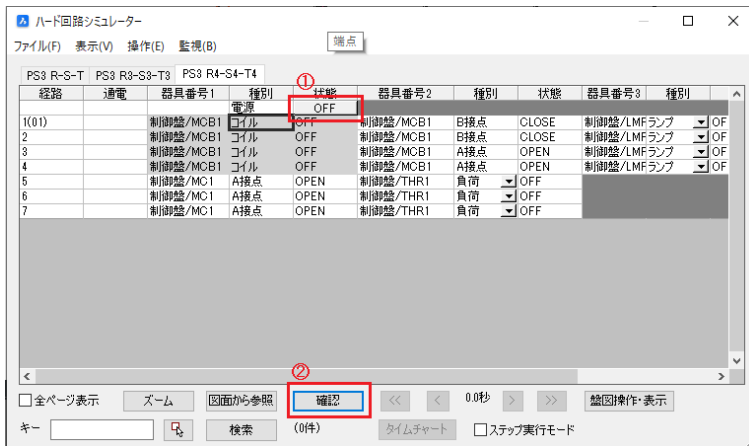 ハード回路シミュレーター
ファイル(F) 表示(V) 操作(E) 監視(B)
端点
PS3 R-S-T PS3 R3-S3-T3 PS3 R4-S4-T4
①
経路 通電 器具番号1 種別 状態 器具番号2 種別 状態 器具番号3 種別
電源 OFF
1(01) 制御盤/MCB1 コイル OFF 制御盤/MCB1 B接点 CLOSE 制御盤/LMF ランプ OF
2 制御盤/MCB1 コイル OFF 制御盤/MCB1 B接点 CLOSE 制御盤/LMF ランプ OF
3 制御盤/MCB1 コイル OFF 制御盤/MCB1 A接点 OPEN 制御盤/LMF ランプ OF
4 制御盤/MCB1 コイル OFF 制御盤/MCB1 A接点 OPEN 制御盤/LMF ランプ OF
5 制御盤/MC1 A接点 OPEN 制御盤/THR1 負荷 OFF
6 制御盤/MC1 A接点 OPEN 制御盤/THR1 負荷 OFF
7 制御盤/MC1 A接点 OPEN 制御盤/THR1 負荷 OFF
②
全ページ表示 ズーム 図面から参照 確認 << < 0.0秒 > >> 盤図操作・表示
キー 検索 (0件) タイムチャート ステップ実行モード